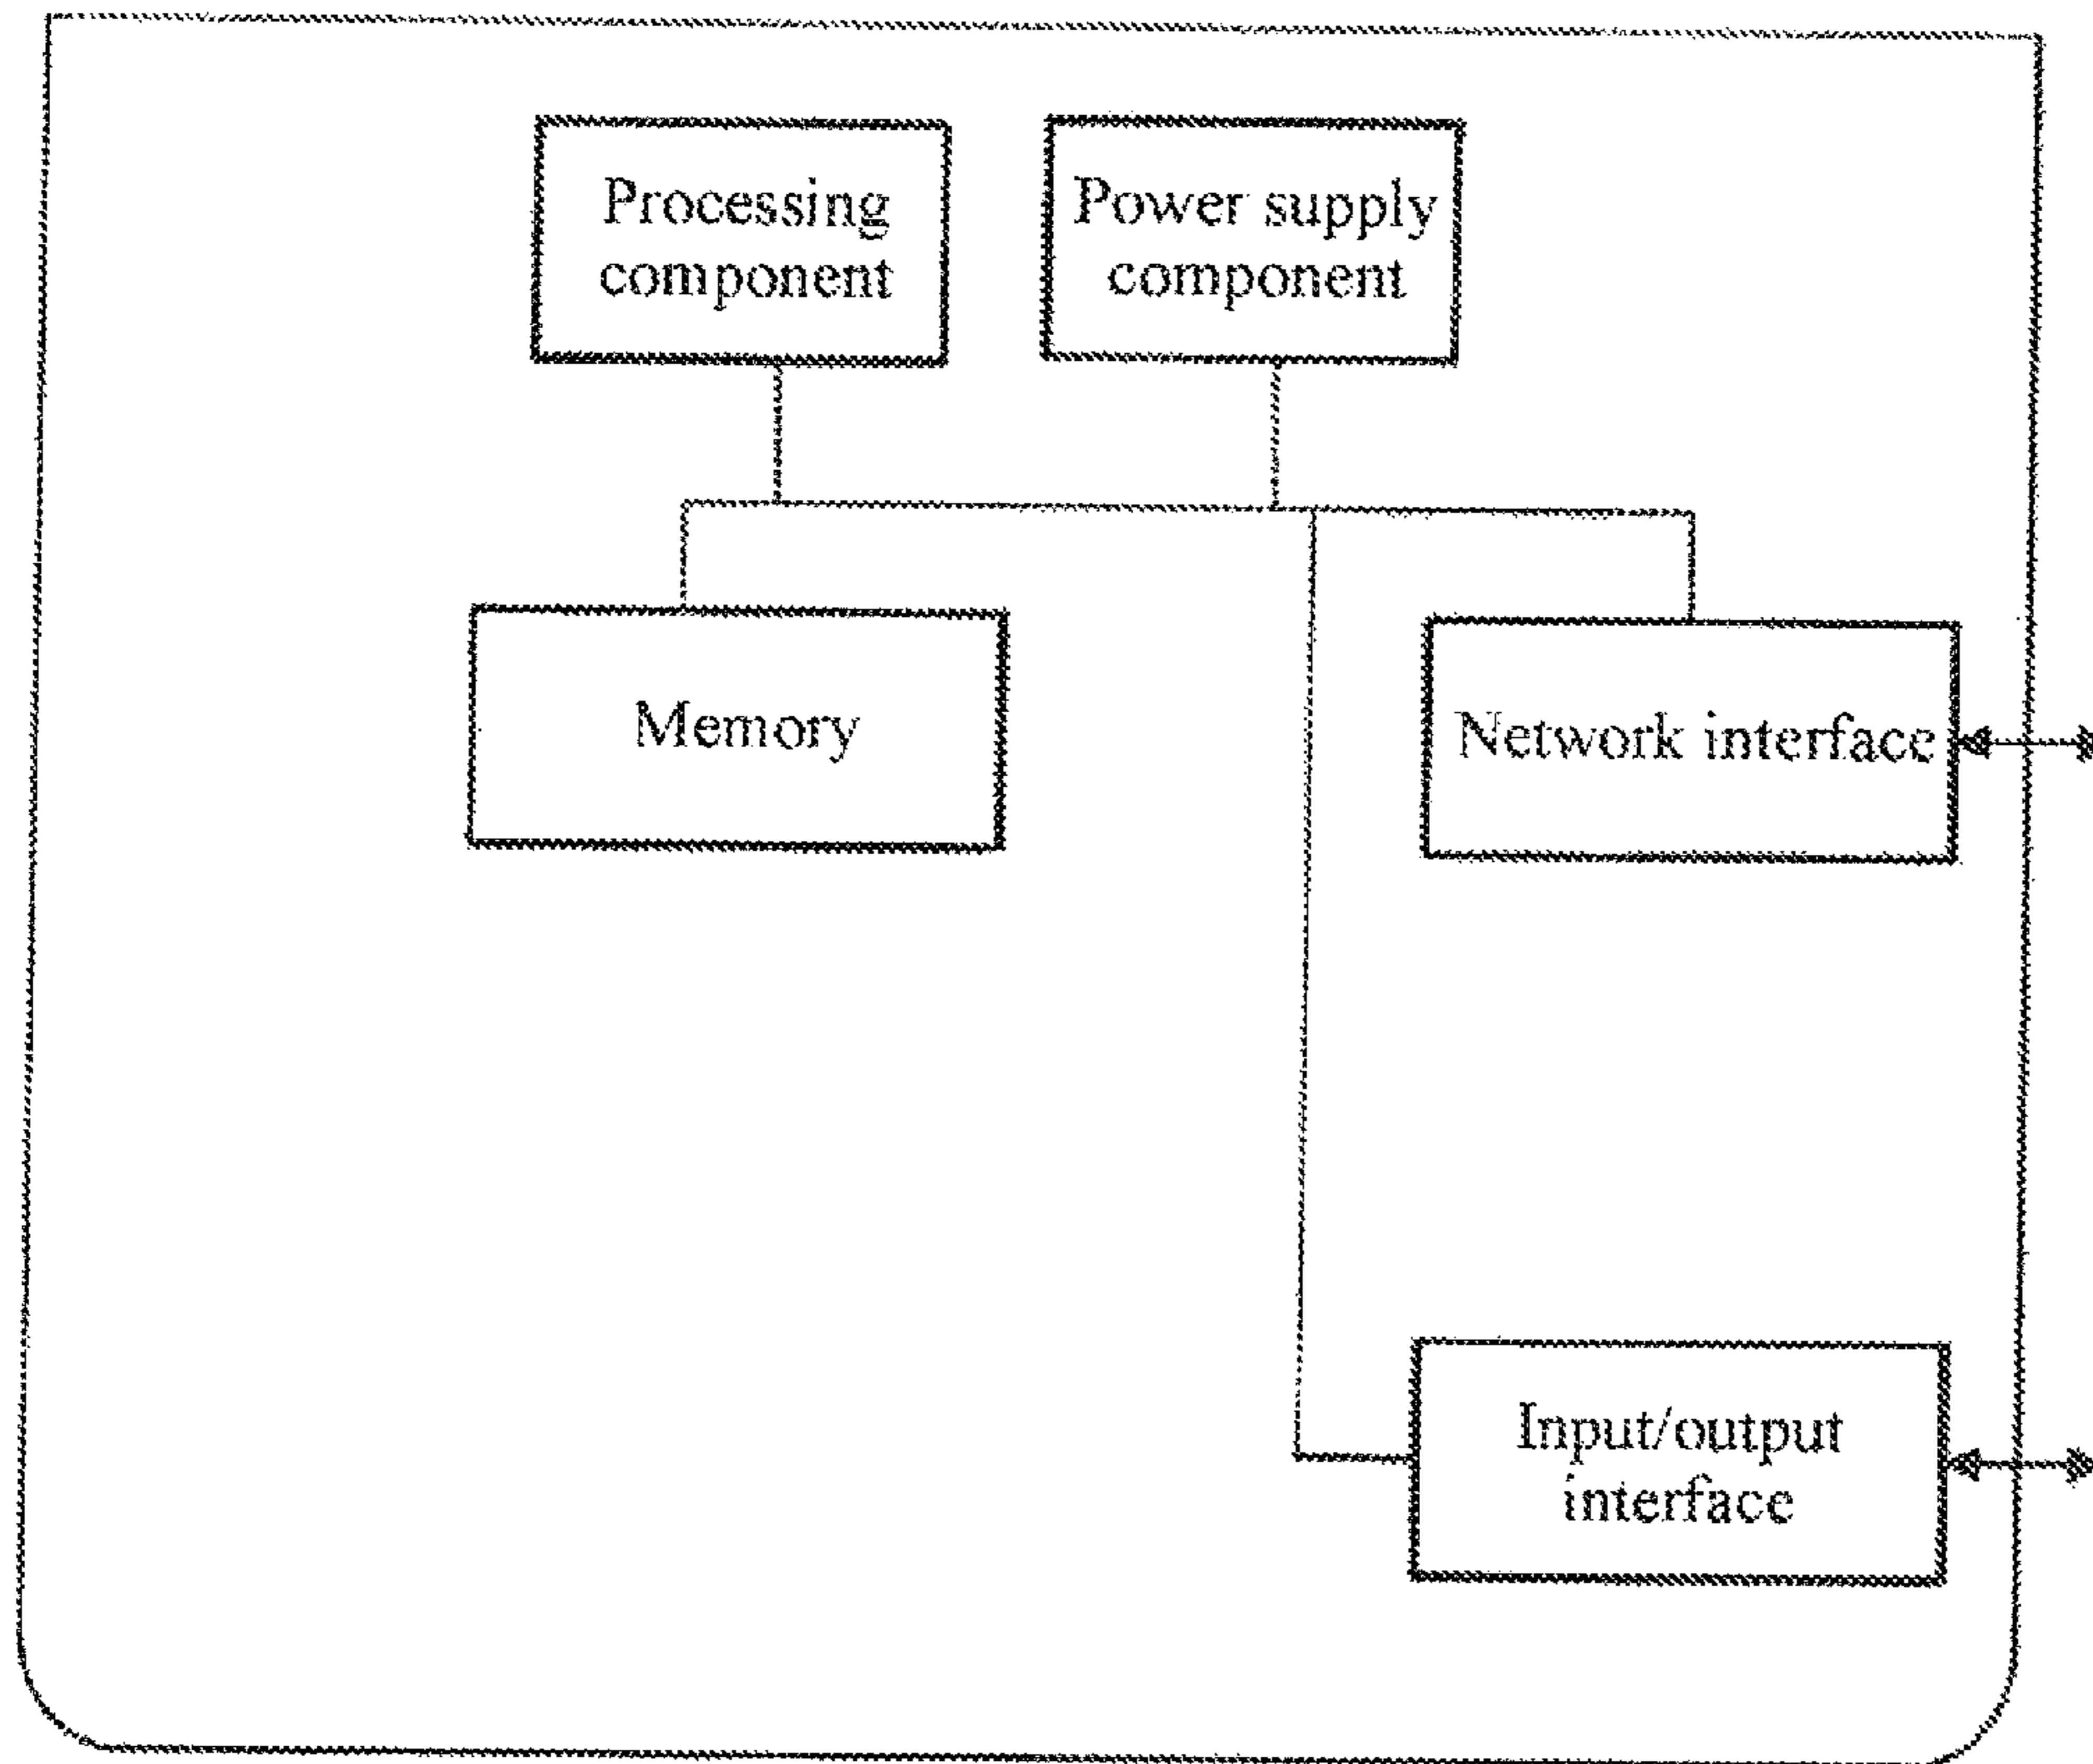 Processing
component
Power supply
component
Memory
Network interface
Input/output
interface